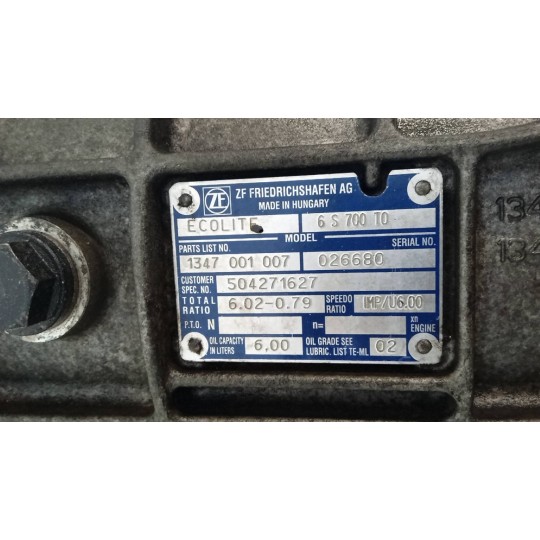 ZF ZF FRIEDRICHSHAFEN AG
MADE IN HUNGARY
ECOLITE 6 S 700 TO
MODEL
PARTS LIST NO. SERIAL NO.
1347 001 007 026680
CUSTOMER SPEC. NO. 504271627
TOTAL RATIO 6.02-0.79 SPEEDO RATIO IMP/U6.00
P.T.O. N n= xn ENGINE
OIL CAPACITY IN LITERS 6,00 OIL GRADE SEE LUBRIC. LIST TE-ML 02
134